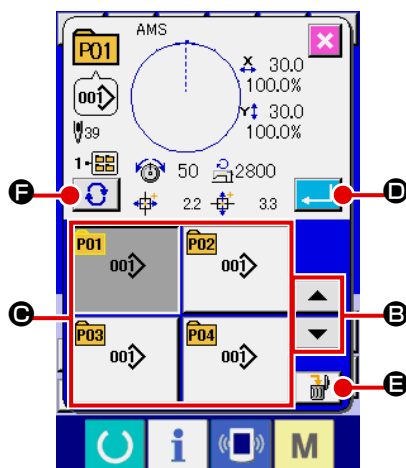 P01 AMS
001
X 30.0
100.0%
Y 30.0
100.0%
39
1-
50 2800
2.2 3.3
F
D
P01 001
P02 001
C
B
P03 001
P04 001
E
i M